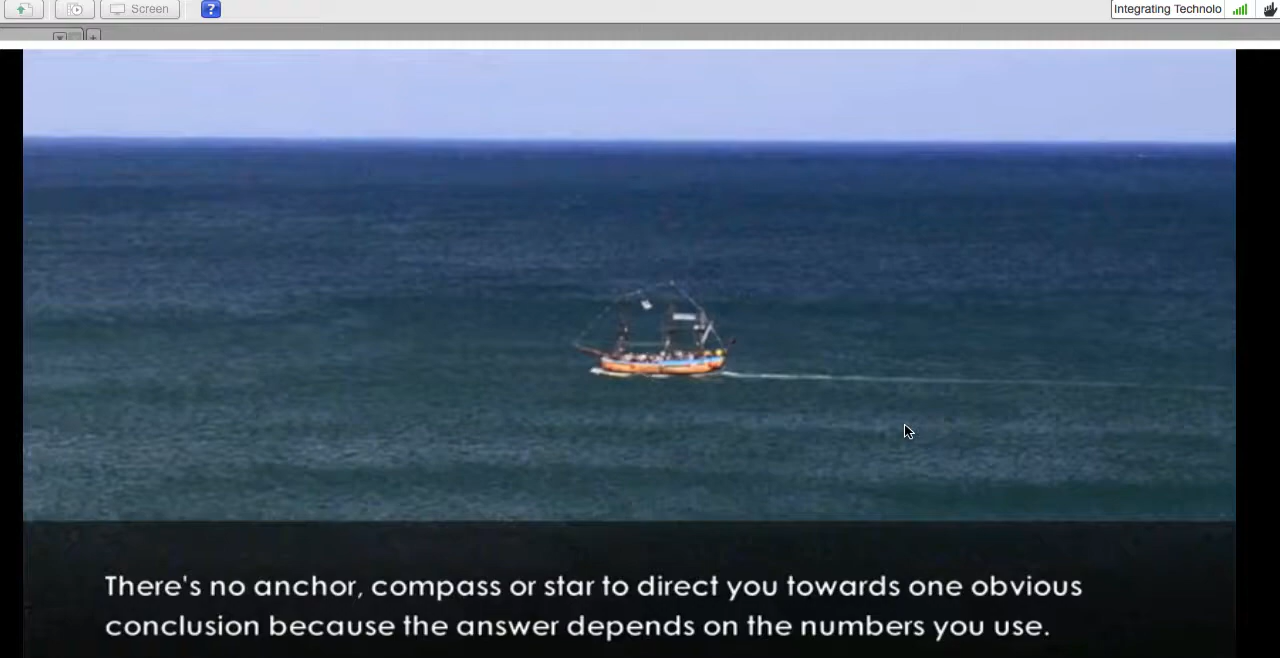 Screen
?
Integrating Technolo
There's no anchor, compass or star to direct you towards one obvious
conclusion because the answer depends on the numbers you use.